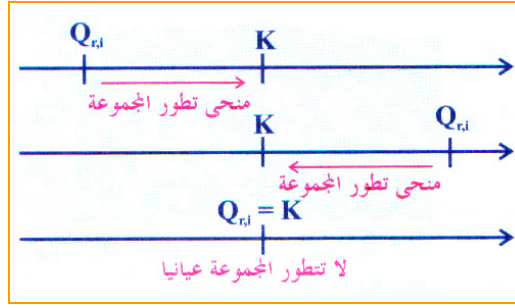 Qr,i K
منحى تطور المجموعة
K Qr,i
منحى تطور المجموعة
Qr,i = K
لا تتطور المجموعة عيانيا